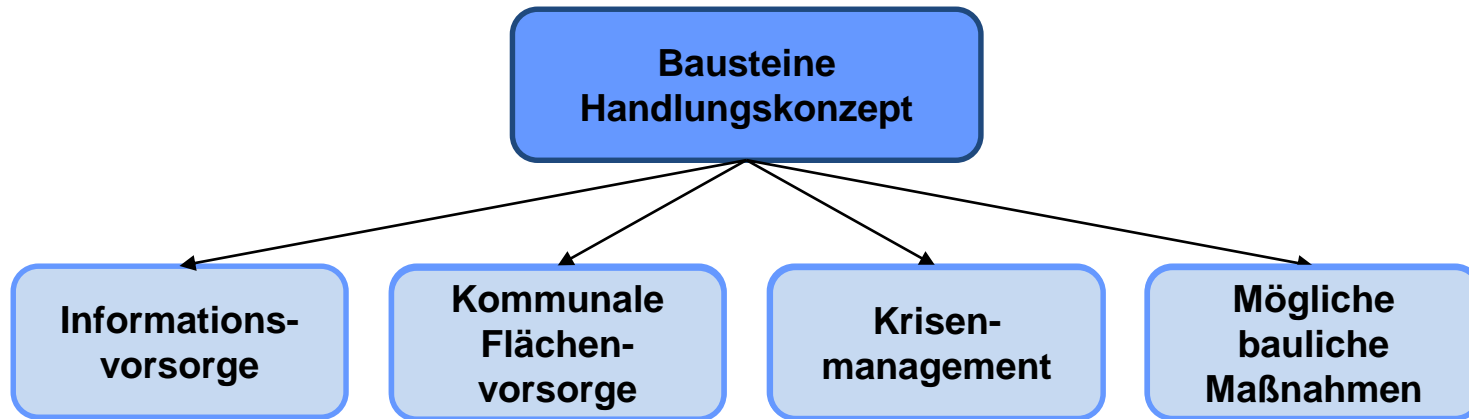 Bausteine
Handlungskonzept
Informations-
vorsorge
Kommunale
Flächen-
vorsorge
Krisen-
management
Mögliche
bauliche
Maßnahmen